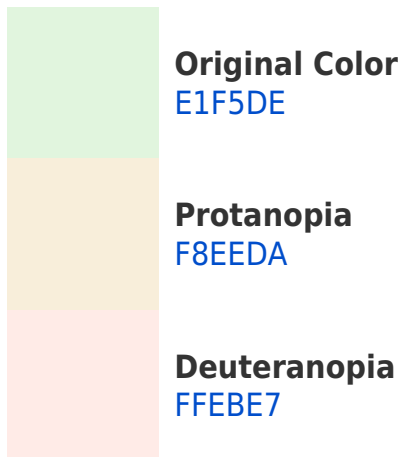 Original Color
E1F5DE
Protanopia
F8EEDA
Deuteranopia
FFEBE7